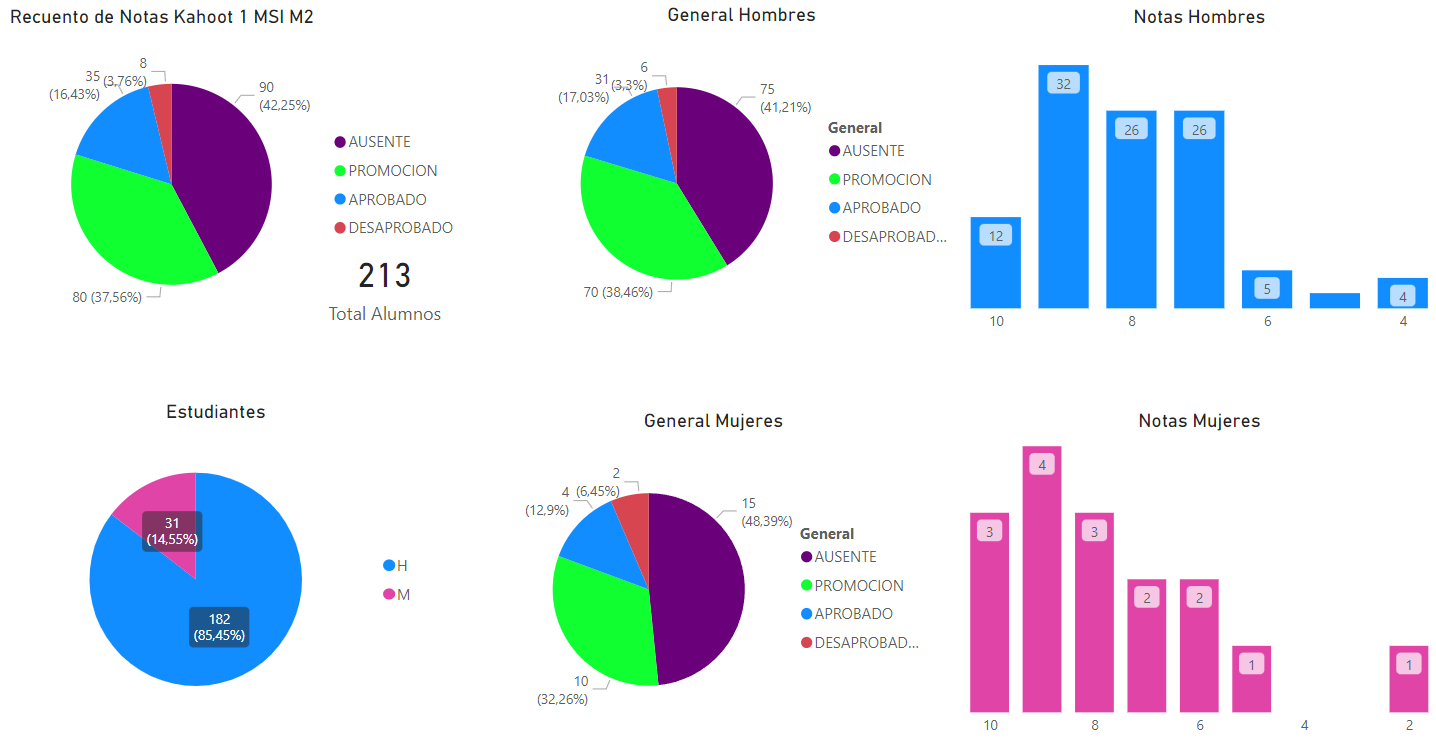 Recuento de Notas Kahoot 1 MSI M2
8
(3,76%)
35
(16,43%)
90
(42,25%)
80 (37,56%)
AUSENTE
PROMOCION
APROBADO
DESAPROBADO
213
Total Alumnos
General Hombres
6
(3,3%)
31
(17,03%)
75
(41,21%)
70 (38,46%)
General
AUSENTE
PROMOCION
APROBADO
DESAPROBAD...
Notas Hombres
32
26
26
12
5
4
10
8
6
4
Estudiantes
31
(14,55%)
182
(85,45%)
H
M
General Mujeres
2
(6,45%)
4
(12,9%)
15
(48,39%)
10
(32,26%)
General
AUSENTE
PROMOCION
APROBADO
DESAPROBAD...
Notas Mujeres
4
3
3
2
2
1
1
10
8
6
4
2